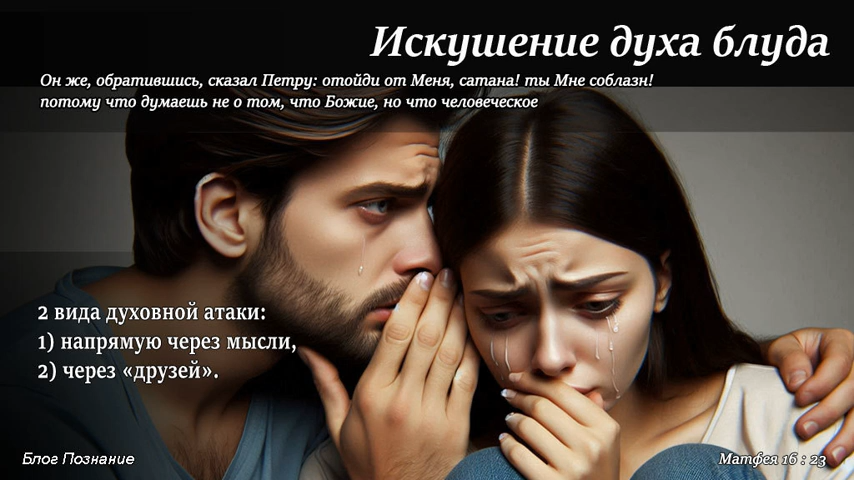 Искушение духа блуда
Он же, обратившись, сказал Петру: отойди от Меня, сатана! ты Мне соблазн!
потому что думаешь не о том, что Божие, но что человеческое
2 вида духовной атаки:
1) напрямую через мысли,
2) через «друзей».
Блог Познание
Матфея 16 : 23